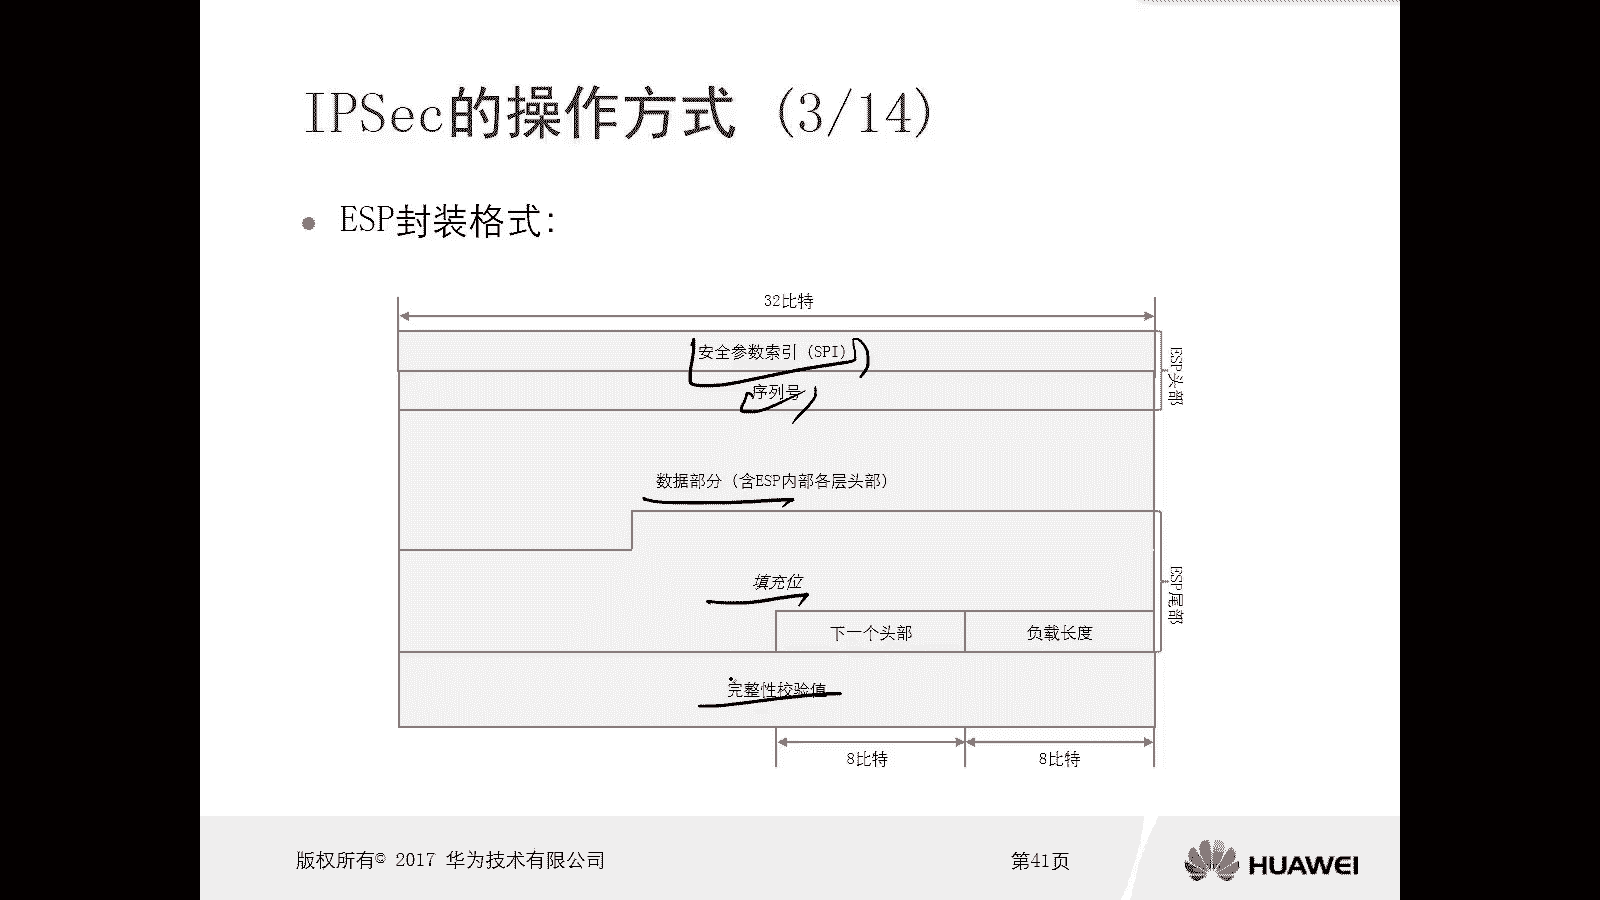 IPSec的操作方式 (3/14)
● ESP封装格式:
32比特
安全参数索引 (SPI)
序列号
ESP头部
数据部分 (含ESP内部各层头部)
填充位
下一个头部 负载长度
ESP尾部
完整性校验值
8比特 8比特
版权所有© 2017 华为技术有限公司 第41页 HUAWEI